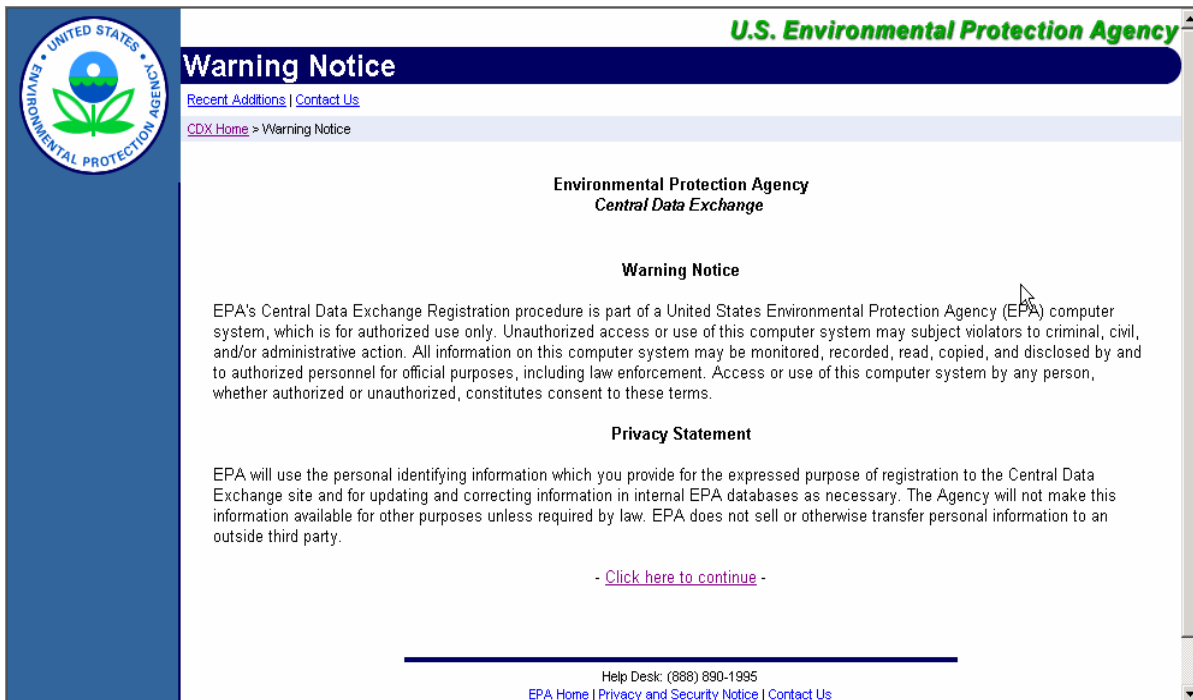 UNITED STATES • ENVIRONMENTAL PROTECTION AGENCY •
U.S. Environmental Protection Agency
Warning Notice
Recent Additions | Contact Us
CDX Home > Warning Notice
Environmental Protection Agency
Central Data Exchange
Warning Notice
EPA's Central Data Exchange Registration procedure is part of a United States Environmental Protection Agency (EPA) computer
system, which is for authorized use only. Unauthorized access or use of this computer system may subject violators to criminal, civil,
and/or administrative action. All information on this computer system may be monitored, recorded, read, copied, and disclosed by and
to authorized personnel for official purposes, including law enforcement. Access or use of this computer system by any person,
whether authorized or unauthorized, constitutes consent to these terms.
Privacy Statement
EPA will use the personal identifying information which you provide for the expressed purpose of registration to the Central Data
Exchange site and for updating and correcting information in internal EPA databases as necessary. The Agency will not make this
information available for other purposes unless required by law. EPA does not sell or otherwise transfer personal information to an
outside third party.
- Click here to continue -
Help Desk: (888) 890-1995
EPA Home | Privacy and Security Notice | Contact Us